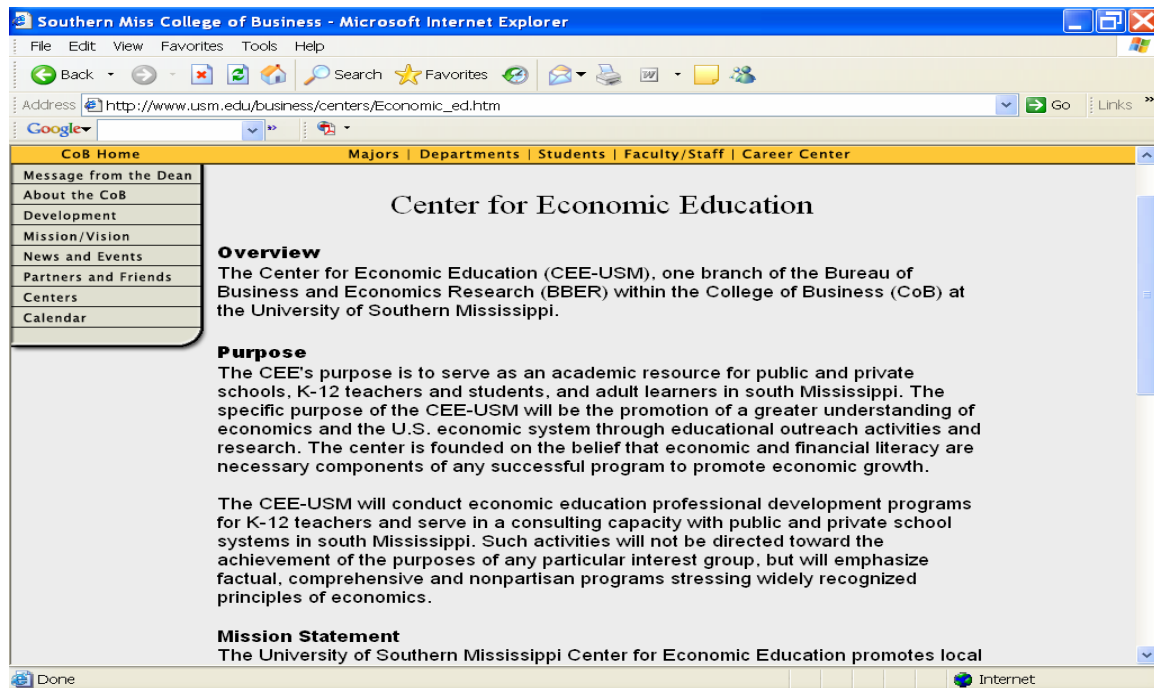 Southern Miss College of Business - Microsoft Internet Explorer
File Edit View Favorites Tools Help
Back Search Favorites
Address http://www.usm.edu/business/centers/Economic_ed.htm Go Links »
Google
CoB Home Majors | Departments | Students | Faculty/Staff | Career Center
Message from the Dean
About the CoB
Development
Mission/Vision
News and Events
Partners and Friends
Centers
Calendar
Center for Economic Education
Overview
The Center for Economic Education (CEE-USM), one branch of the Bureau of
Business and Economics Research (BBER) within the College of Business (CoB) at
the University of Southern Mississippi.
Purpose
The CEE's purpose is to serve as an academic resource for public and private
schools, K-12 teachers and students, and adult learners in south Mississippi. The
specific purpose of the CEE-USM will be the promotion of a greater understanding of
economics and the U.S. economic system through educational outreach activities and
research. The center is founded on the belief that economic and financial literacy are
necessary components of any successful program to promote economic growth.
The CEE-USM will conduct economic education professional development programs
for K-12 teachers and serve in a consulting capacity with public and private school
systems in south Mississippi. Such activities will not be directed toward the
achievement of the purposes of any particular interest group, but will emphasize
factual, comprehensive and nonpartisan programs stressing widely recognized
principles of economics.
Mission Statement
The University of Southern Mississippi Center for Economic Education promotes local
Done Internet